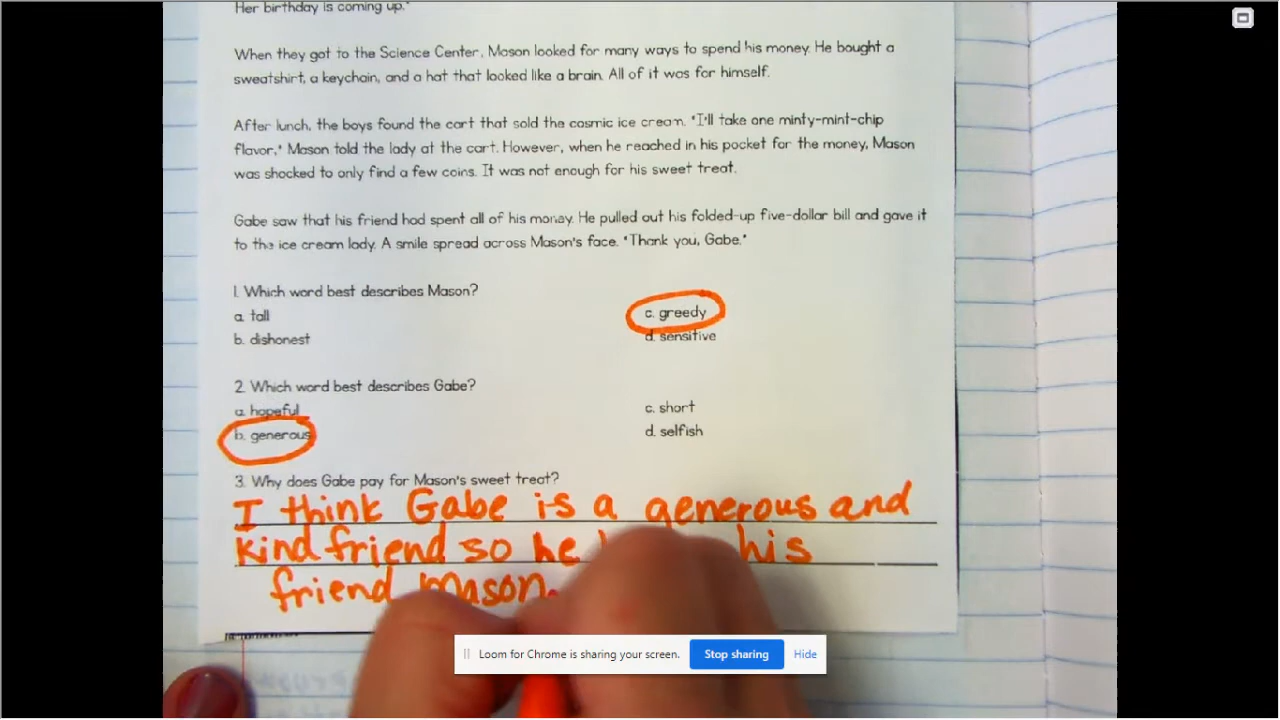 Her birthday is coming up."
When they got to the Science Center, Mason looked for many ways to spend his money. He bought a
sweatshirt, a keychain, and a hat that looked like a brain. All of it was for himself.
After lunch, the boys found the cart that sold the cosmic ice cream. "I'll take one minty-mint-chip
flavor," Mason told the lady at the cart. However, when he reached in his pocket for the money, Mason
was shocked to only find a few coins. It was not enough for his sweet treat.
Gabe saw that his friend had spent all of his money. He pulled out his folded-up five-dollar bill and gave it
to the ice cream lady. A smile spread across Mason's face. "Thank you, Gabe."
1. Which word best describes Mason?
a. tall
b. dishonest
c. greedy
d. sensitive
2. Which word best describes Gabe?
a. hopeful
b. generous
c. short
d. selfish
3. Why does Gabe pay for Mason's sweet treat?
I think Gabe is a generous and
kind friend so he his
friend Mason.
Loom for Chrome is sharing your screen. Stop sharing Hide